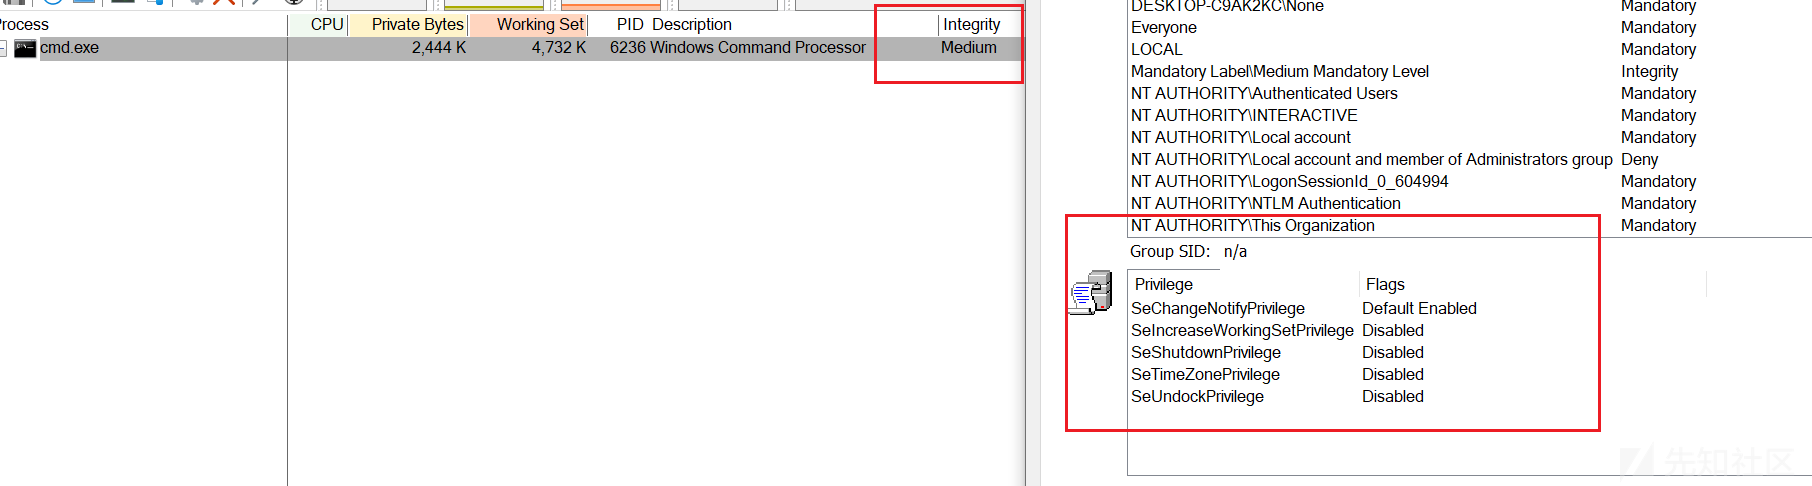 Process CPU Private Bytes Working Set PID Description Integrity
cmd.exe 2,444 K 4,732 K 6236 Windows Command Processor Medium
DESKTOP-C9AK2KC\None Mandatory
Everyone Mandatory
LOCAL Mandatory
Mandatory Label\Medium Mandatory Level Integrity
NT AUTHORITY\Authenticated Users Mandatory
NT AUTHORITY\INTERACTIVE Mandatory
NT AUTHORITY\Local account Mandatory
NT AUTHORITY\Local account and member of Administrators group Deny
NT AUTHORITY\LogonSessionId_0_604994 Mandatory
NT AUTHORITY\NTLM Authentication Mandatory
NT AUTHORITY\This Organization Mandatory
Group SID: n/a
Privilege Flags
SeChangeNotifyPrivilege Default Enabled
SeIncreaseWorkingSetPrivilege Disabled
SeShutdownPrivilege Disabled
SeTimeZonePrivilege Disabled
SeUndockPrivilege Disabled
先知社区